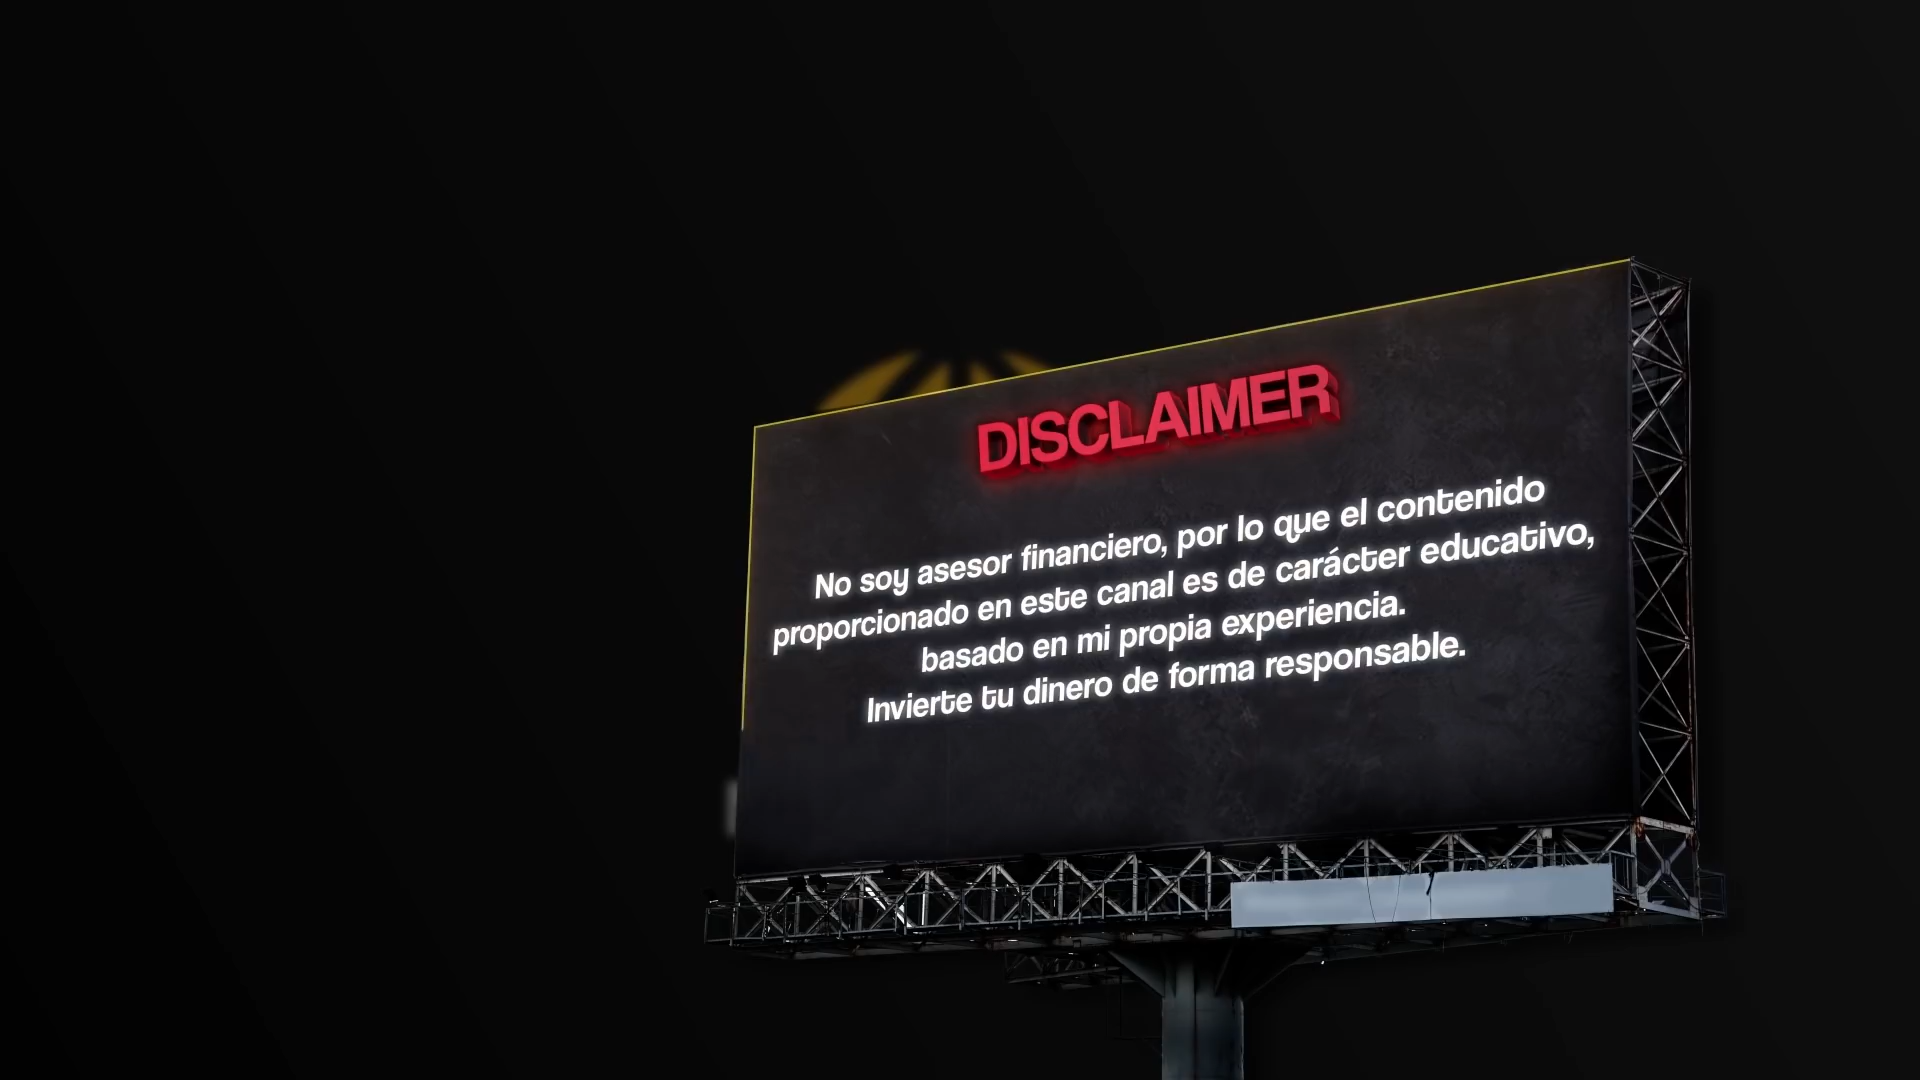 DISCLAIMER
No soy asesor financiero, por lo que el contenido
proporcionado en este canal es de carácter educativo,
basado en mi propia experiencia.
Invierte tu dinero de forma responsable.